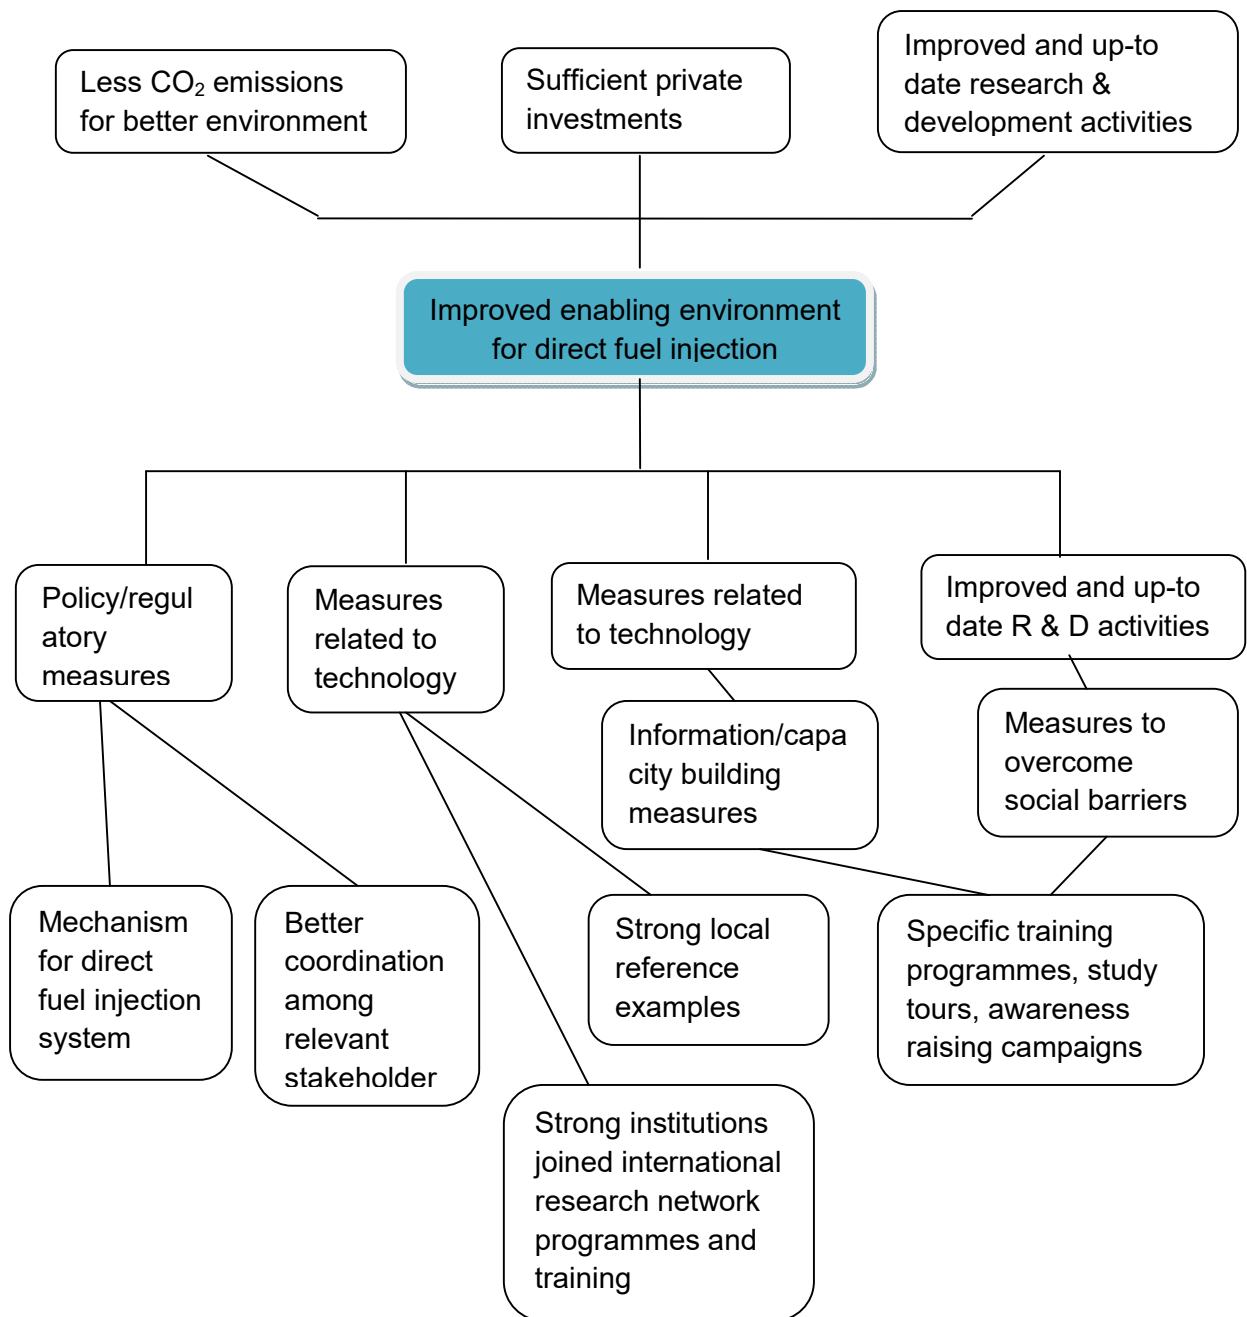 Less CO₂ emissions
for better environment
Sufficient private
investments
Improved and up-to
date research &
development activities
Improved enabling environment
for direct fuel injection
Policy/regul
atory
measures
Measures
related to
technology
Measures related
to technology
Improved and up-to
date R & D activities
Information/capa
city building
measures
Measures to
overcome
social barriers
Mechanism
for direct
fuel injection
system
Better
coordination
among
relevant
stakeholder
Strong local
reference
examples
Specific training
programmes, study
tours, awareness
raising campaigns
Strong institutions
joined international
research network
programmes and
training